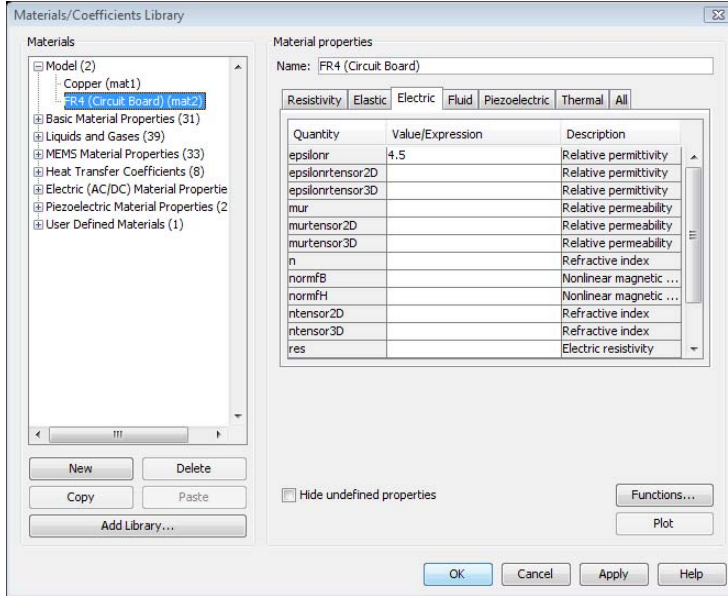 Materials/Coefficients Library
Materials
Model (2)
Copper (mat1)
FR4 (Circuit Board) (mat2)
Basic Material Properties (31)
Liquids and Gases (39)
MEMS Material Properties (33)
Heat Transfer Coefficients (8)
Electric (AC/DC) Material Propertie
Piezoelectric Material Properties (2
User Defined Materials (1)
New Delete
Copy Paste
Add Library...
Material properties
Name: FR4 (Circuit Board)
Resistivity Elastic Electric Fluid Piezoelectric Thermal All
Quantity Value/Expression Description
epsilonr 4.5 Relative permittivity
epsilonrtensor2D Relative permittivity
epsilonrtensor3D Relative permittivity
mur Relative permeability
murtensor2D Relative permeability
murtensor3D Relative permeability
n Refractive index
normfB Nonlinear magnetic ...
normfH Nonlinear magnetic ...
ntensor2D Refractive index
ntensor3D Refractive index
res Electric resistivity
Hide undefined properties
Functions...
Plot
OK Cancel Apply Help